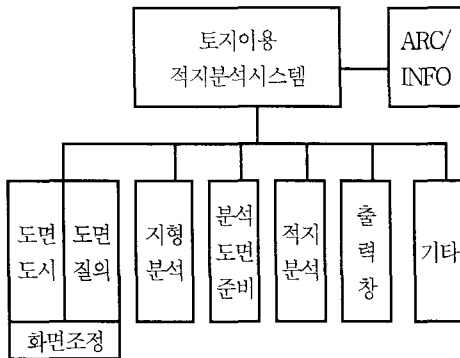 토지이용
적지분석시스템
ARC/
INFO
도면
도시
도면
질의
화면조정
지형
분석
분석
도면
준비
적지
분석
출
력
창
기타